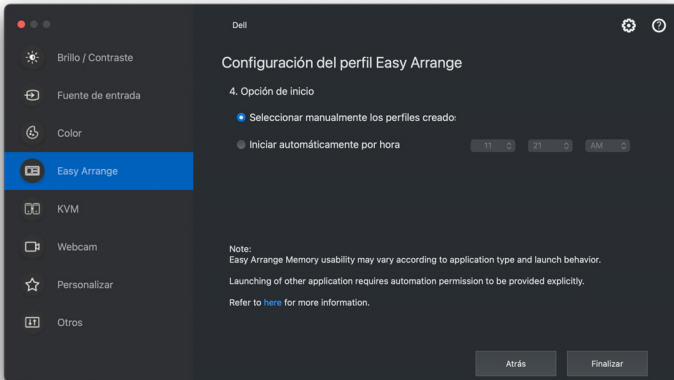 Dell
Brillo / Contraste
Fuente de entrada
Color
Easy Arrange
KVM
Webcam
Personalizar
Otros
Configuración del perfil Easy Arrange
4. Opción de inicio
Seleccionar manualmente los perfiles creado:
Iniciar automáticamente por hora 11 21 AM
Note:
Easy Arrange Memory usability may vary according to application type and launch behavior.
Launching of other application requires automation permission to be provided explicitly.
Refer to here for more information.
Atrás Finalizar